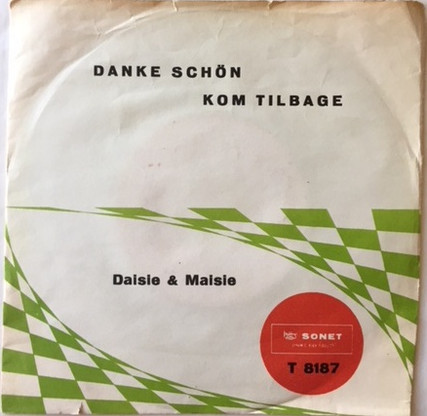 DANKE SCHÖN
KOM TILBAGE
Daisie & Maisie
SONET
T 8187